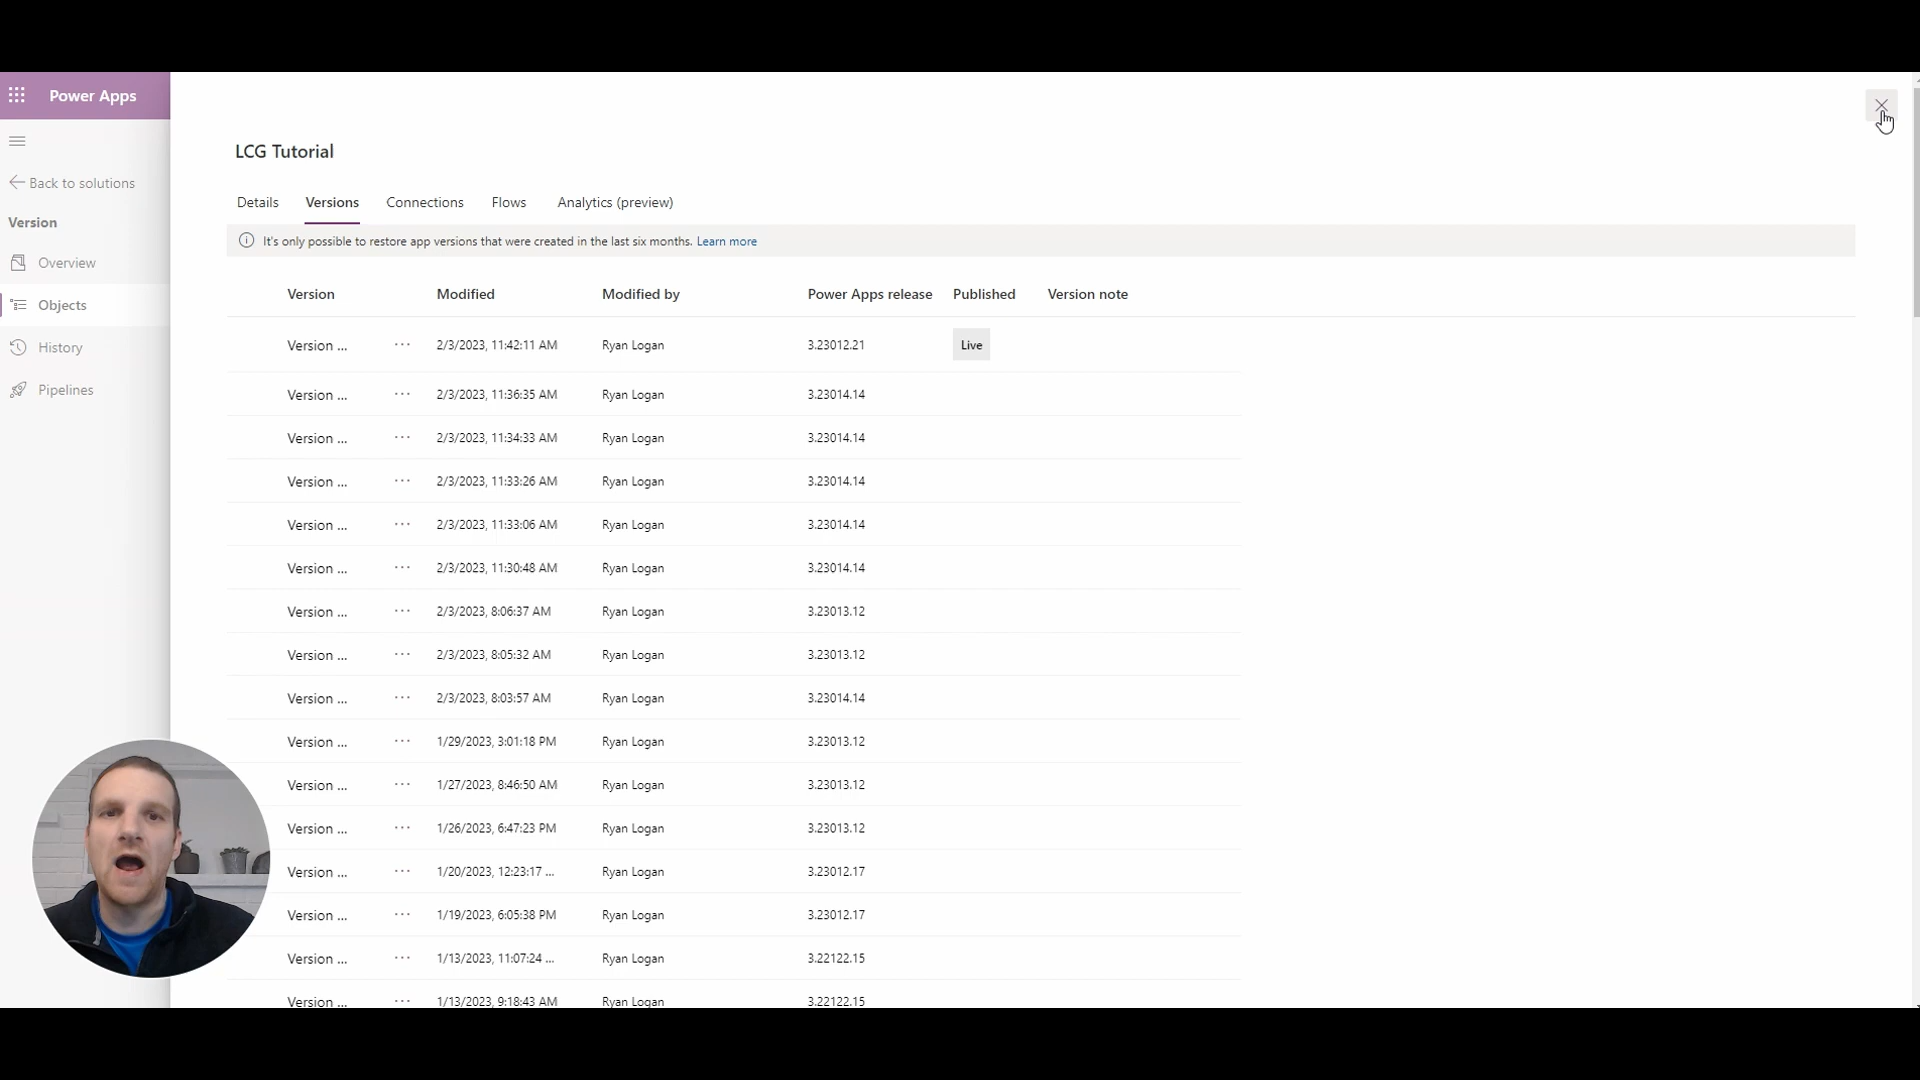 Power Apps
LCG Tutorial
Back to solutions
Details Versions Connections Flows Analytics (preview)
Version
It's only possible to restore app versions that were created in the last six months. Learn more
Overview
Objects
History
Pipelines
Version Modified Modified by Power Apps release Published Version note
Version ... ... 2/3/2023, 11:42:11 AM Ryan Logan 3.23012.21 Live
Version ... ... 2/3/2023, 11:36:35 AM Ryan Logan 3.23014.14
Version ... ... 2/3/2023, 11:34:33 AM Ryan Logan 3.23014.14
Version ... ... 2/3/2023, 11:33:26 AM Ryan Logan 3.23014.14
Version ... ... 2/3/2023, 11:33:06 AM Ryan Logan 3.23014.14
Version ... ... 2/3/2023, 11:30:48 AM Ryan Logan 3.23014.14
Version ... ... 2/3/2023, 8:06:37 AM Ryan Logan 3.23013.12
Version ... ... 2/3/2023, 8:05:32 AM Ryan Logan 3.23013.12
Version ... ... 2/3/2023, 8:03:57 AM Ryan Logan 3.23014.14
Version ... ... 1/29/2023, 3:01:18 PM Ryan Logan 3.23013.12
Version ... ... 1/27/2023, 8:46:50 AM Ryan Logan 3.23013.12
Version ... ... 1/26/2023, 6:47:23 PM Ryan Logan 3.23013.12
Version ... ... 1/20/2023, 12:23:17 ... Ryan Logan 3.23012.17
Version ... ... 1/19/2023, 6:05:38 PM Ryan Logan 3.23012.17
Version ... ... 1/13/2023, 11:07:24 ... Ryan Logan 3.22122.15
Version ... ... 1/13/2023, 9:18:43 AM Ryan Logan 3.22122.15